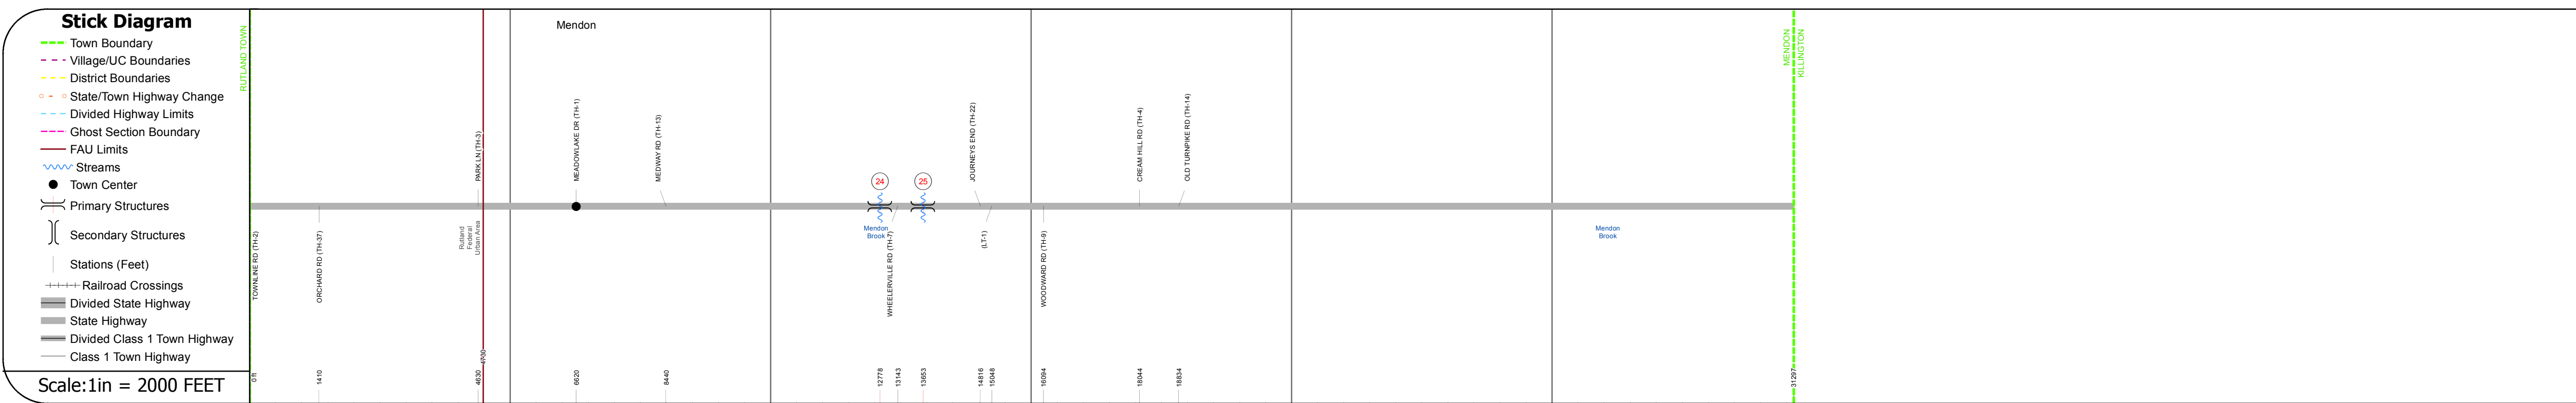 Stick Diagram
Town Boundary
Village/UC Boundaries
District Boundaries
State/Town Highway Change
Divided Highway Limits
Ghost Section Boundary
FAU Limits
Streams
Town Center
Primary Structures
Secondary Structures
Stations (Feet)
Railroad Crossings
Divided State Highway
State Highway
Divided Class 1 Town Highway
Class 1 Town Highway
Scale:1in = 2000 FEET
RUTLAND TOWN
Mendon
MENDON
KILLINGTON
PARK LN (TH-3)
MEADOWLAKE DR (TH-1)
MEDWAY RD (TH-13)
JOURNEYS END (TH-22)
CREAM HILL RD (TH-4)
OLD TURNPIKE RD (TH-14)
24
25
TOWNLINE RD (TH-2)
ORCHARD RD (TH-37)
Rutland
Federal
Urban Area
Mendon
Brook
WHEELERVILLE RD (TH-7)
(LT-1)
WOODWARD RD (TH-9)
Mendon
Brook
0 ft
1410
4630
4700
6620
8440
12778
13143
13653
14816
15048
16094
18044
18834
31297